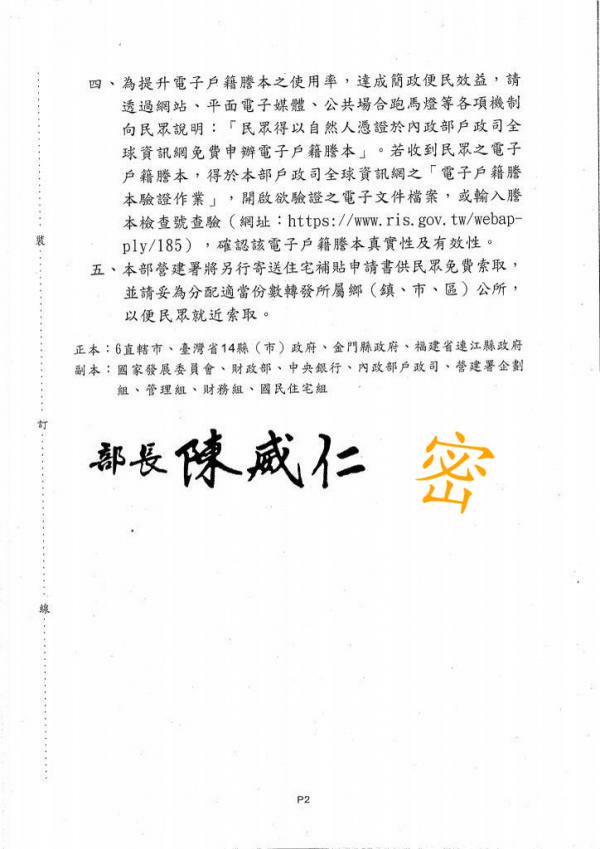 四、為提升電子戶籍謄本之使用率，達成簡政便民效益，請
透過網站、平面電子媒體、公共場合跑馬燈等各項機制
向民眾說明：「民眾得以自然人憑證於內政部戶政司全
球資訊網免費申辦電子戶籍謄本」。若收到民眾之電子
戶籍謄本，得於本部戶政司全球資訊網之「電子戶籍謄
本驗證作業」，開啟欲驗證之電子文件檔案，或輸入謄
本檢查號查驗（網址：https://www.ris.gov.tw/webap-
ply/185），確認該電子戶籍謄本真實性及有效性。
五、本部營建署將另行寄送住宅補貼申請書供民眾免費索取，
並請妥為分配適當份數轉發所屬鄉（鎮、市、區）公所，
以便民眾就近索取。
正本：6直轄市、臺灣省14縣（市）政府、金門縣政府、福建省連江縣政府
副本：國家發展委員會、財政部、中央銀行、內政部戶政司、營建署企劃
組、管理組、財務組、國民住宅組
部長 陳威仁
密
裝
訂
線
P2